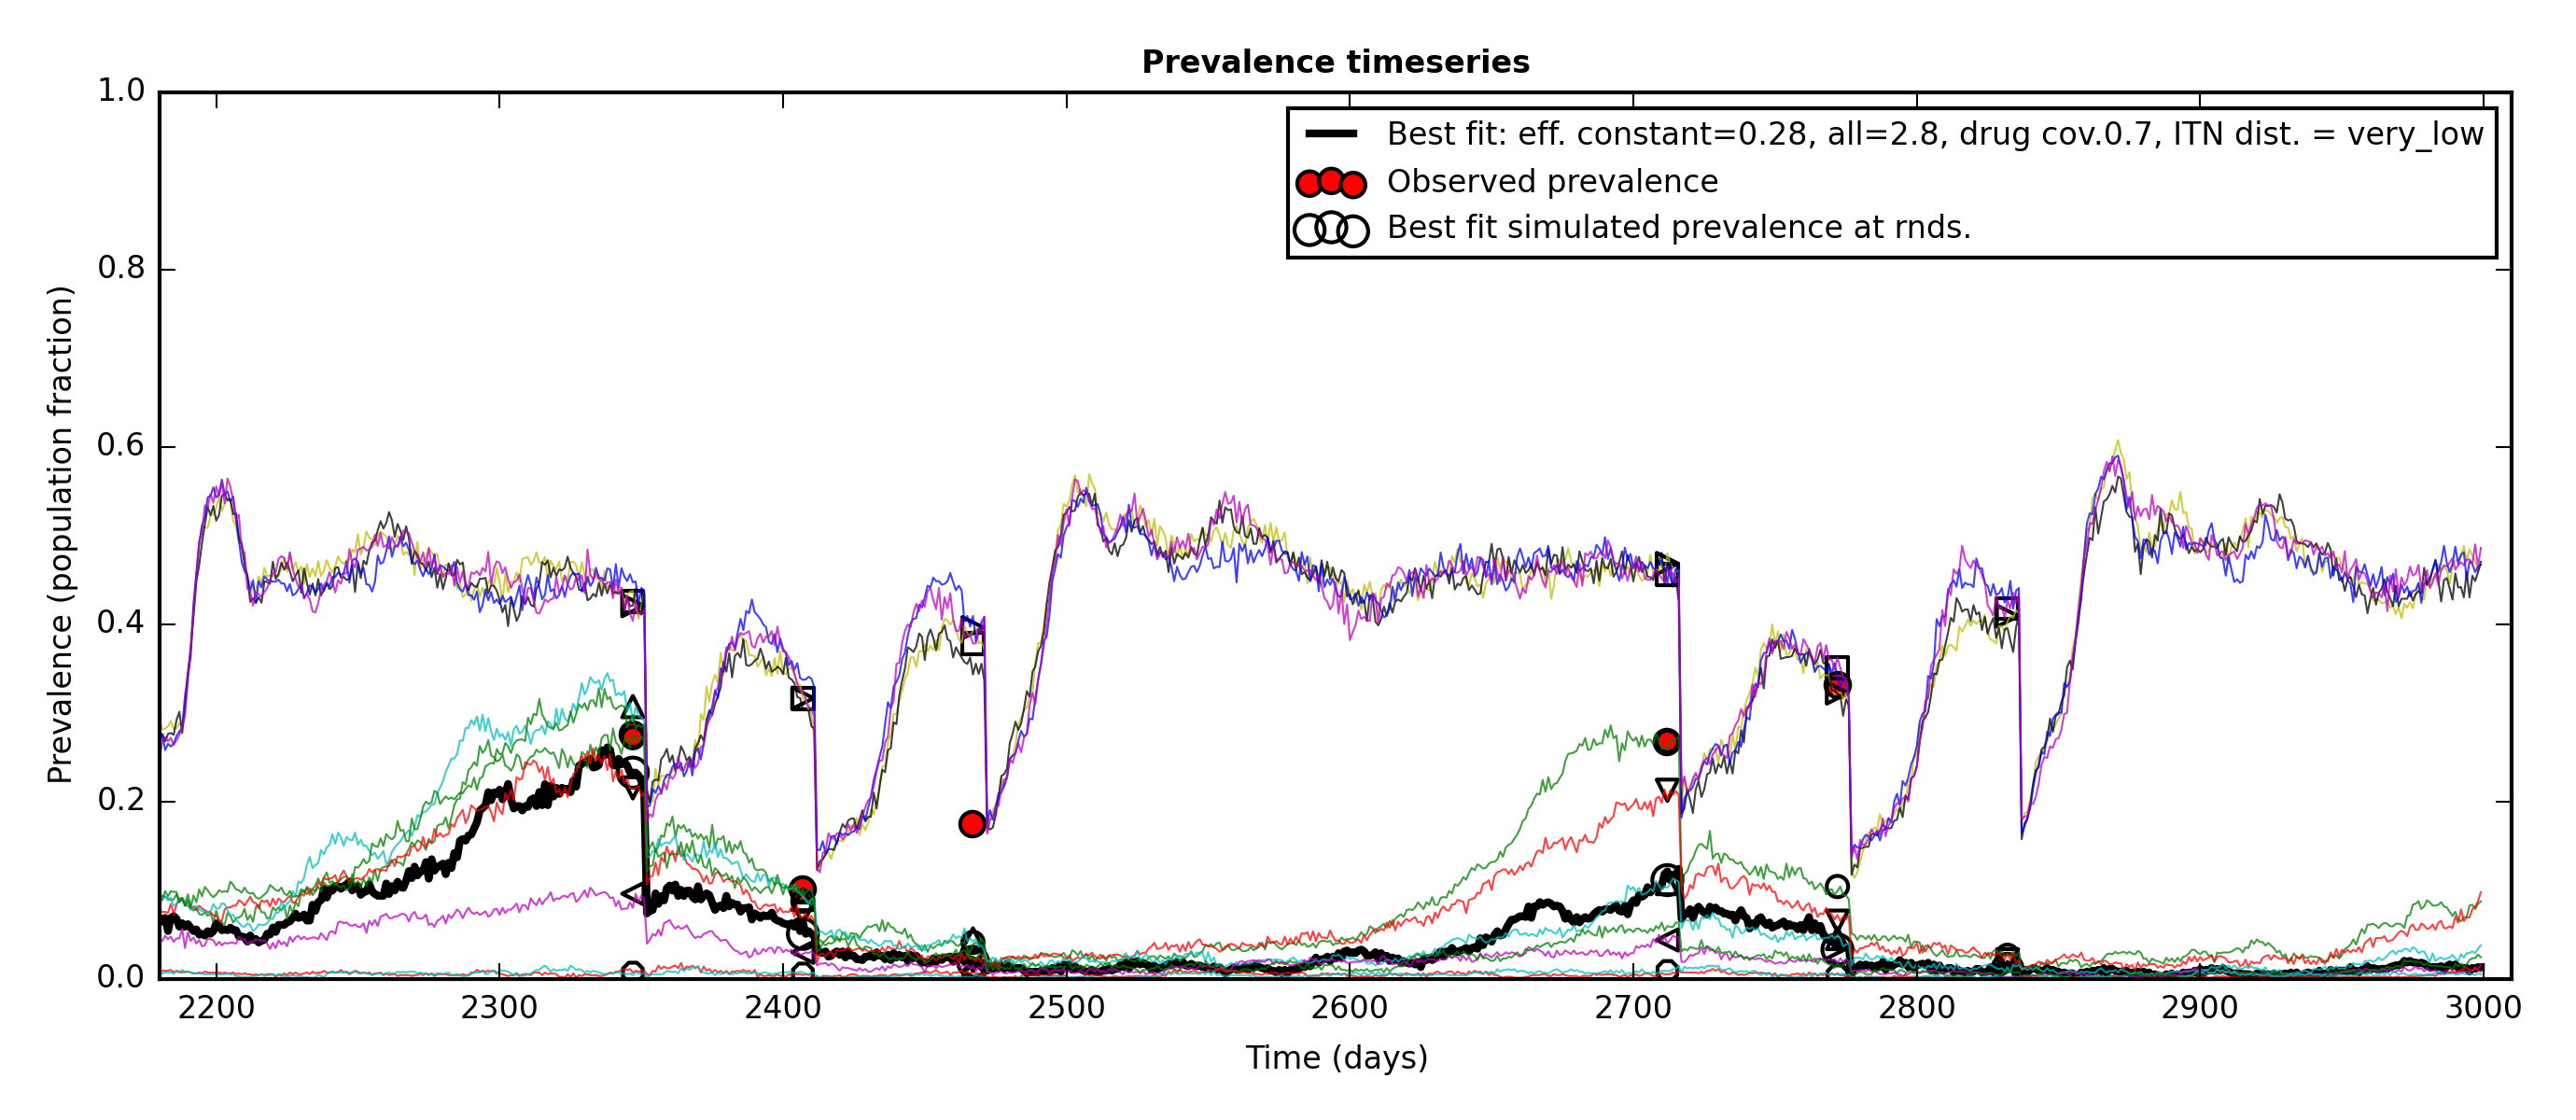 Prevalence timeseries
Best fit: eff. constant=0.28, all=2.8, drug cov.0.7, ITN dist. = very_low
Observed prevalence
Best fit simulated prevalence at rnds.
Prevalence (population fraction)
1.0
0.8
0.6
0.4
0.2
0.0
2200 2300 2400 2500 2600 2700 2800 2900 3000
Time (days)